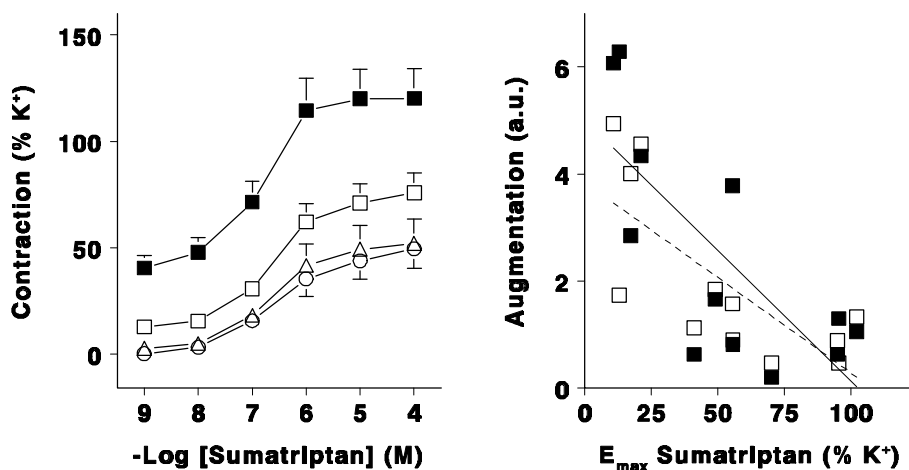 Contraction (% K+)
150
100
50
0
9 8 7 6 5 4
-Log [Sumatriptan] (M)
Augmentation (a.u.)
6
4
2
0
0 25 50 75 100
Emax Sumatriptan (% K+)